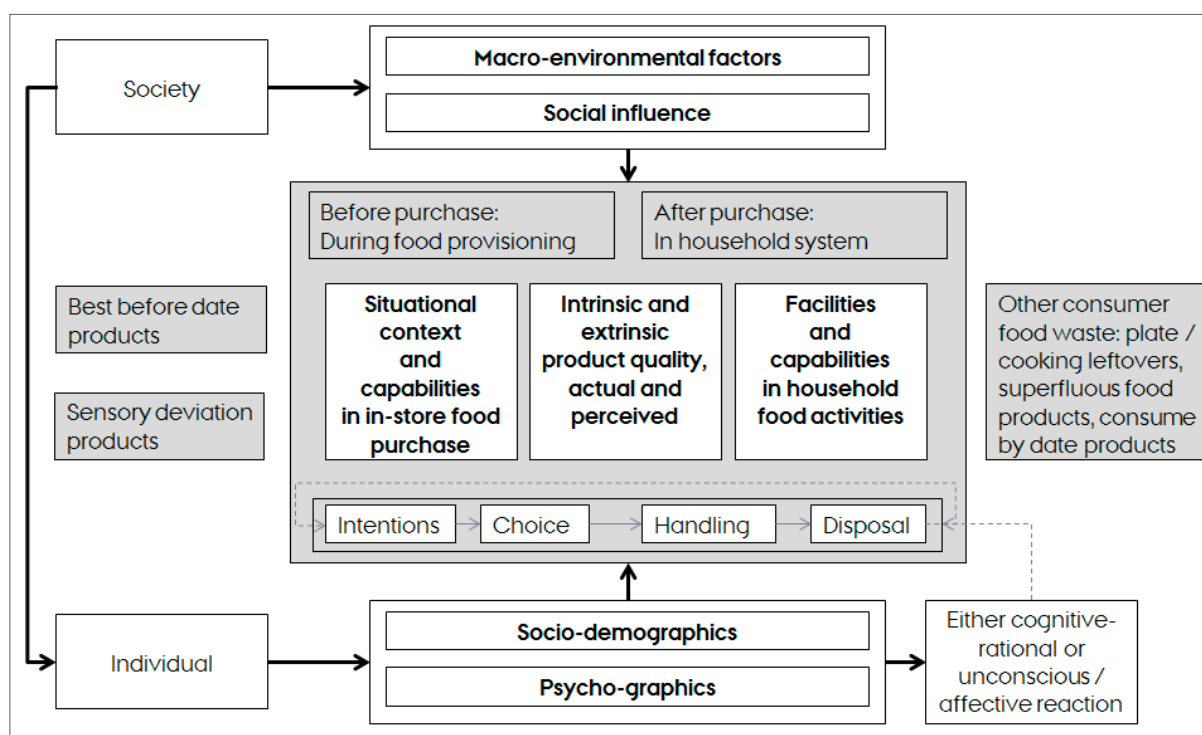 Society
Macro-environmental factors
Social influence
Before purchase:
During food provisioning
After purchase:
In household system
Best before date
products
Sensory deviation
products
Situational
context
and
capabilities
in in-store food
purchase
Intrinsic and
extrinsic
product quality,
actual and
perceived
Facilities
and
capabilities
in household
food activities
Other consumer
food waste: plate /
cooking leftovers,
superfluous food
products, consume
by date products
Intentions
Choice
Handling
Disposal
Individual
Socio-demographics
Psycho-graphics
Either cognitive-
rational or
unconscious /
affective reaction